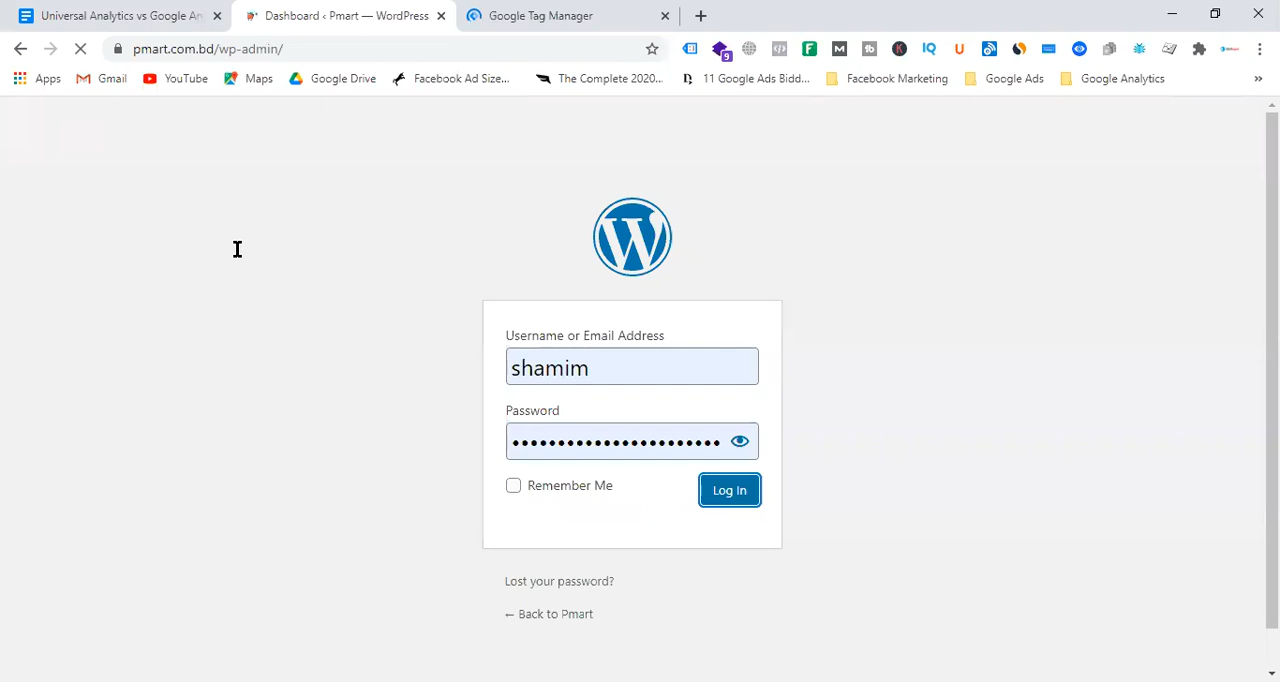 Universal Analytics vs Google An
Dashboard ‹ Pmart — WordPress
Google Tag Manager
pmart.com.bd/wp-admin/
9
IQ
Apps
Gmail
YouTube
Maps
Google Drive
Facebook Ad Size...
The Complete 2020...
11 Google Ads Bidd...
Facebook Marketing
Google Ads
Google Analytics
»
Username or Email Address
shamim
Password
•••••••••••••••••••••••
Remember Me
Log In
Lost your password?
← Back to Pmart